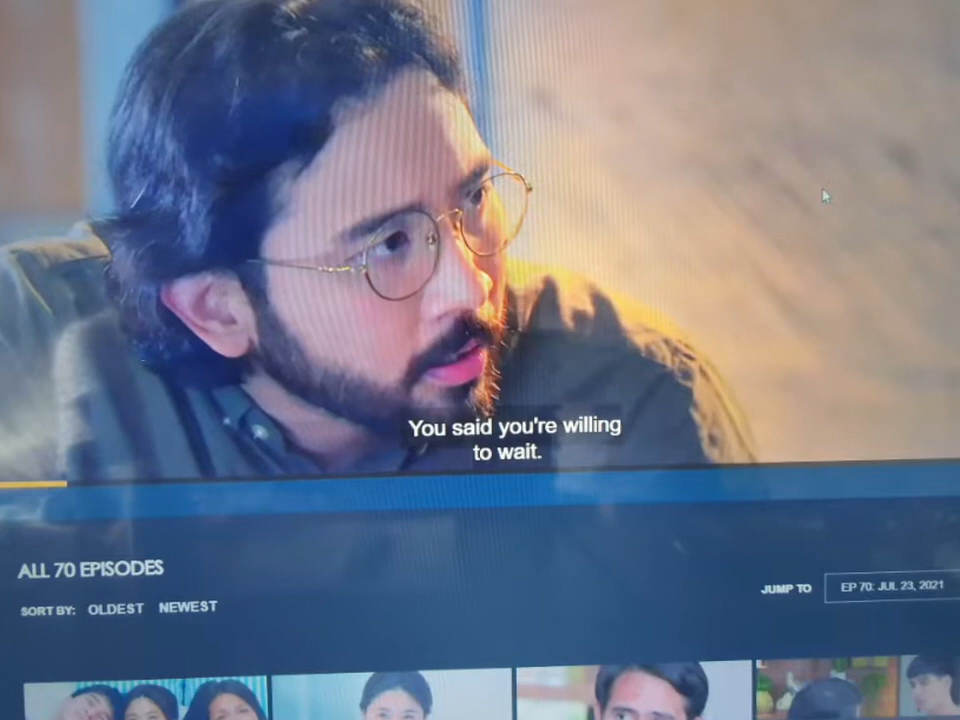 You said you're willing
to wait.
ALL 70 EPISODES
SORT BY: OLDEST NEWEST
JUMP TO EP 70: JUL 23, 2021